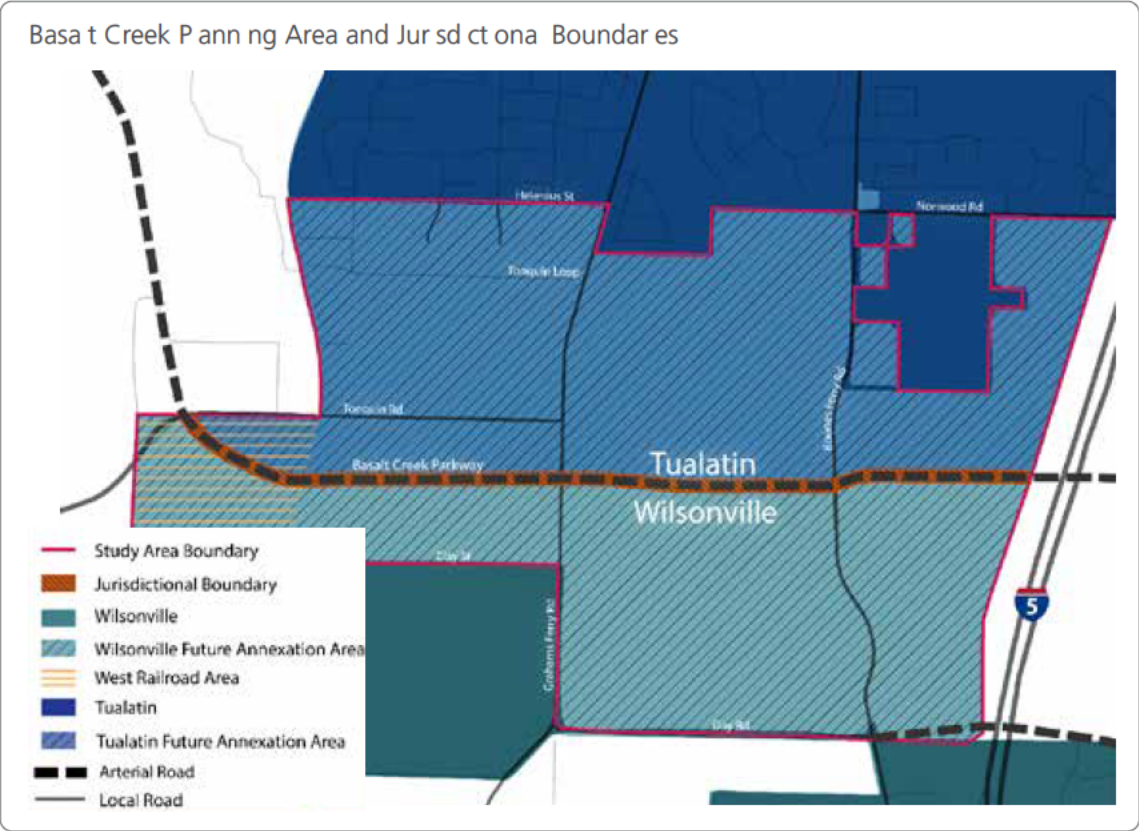 Basa t Creek P ann ng Area and Jur sd ct ona Boundar es
Helenius St
Norwood Rd
Tonquin Loop
Boones Ferry Rd
Tonquin Rd
Basalt Creek Parkway
Tualatin
Wilsonville
Clay St
Grahams Ferry Rd
5
Day Rd
Study Area Boundary
Jurisdictional Boundary
Wilsonville
Wilsonville Future Annexation Area
West Railroad Area
Tualatin
Tualatin Future Annexation Area
Arterial Road
Local Road